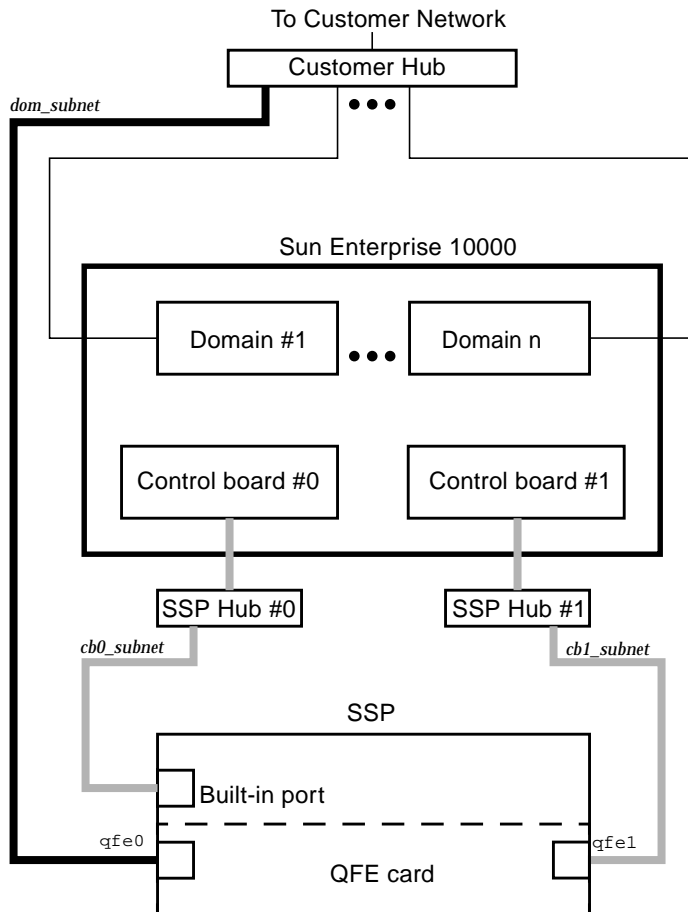 To Customer Network
Customer Hub
dom_subnet
Sun Enterprise 10000
Domain #1
Domain n
Control board #0
Control board #1
SSP Hub #0
SSP Hub #1
cb0_subnet
cb1_subnet
SSP
Built-in port
qfe0
qfe1
QFE card